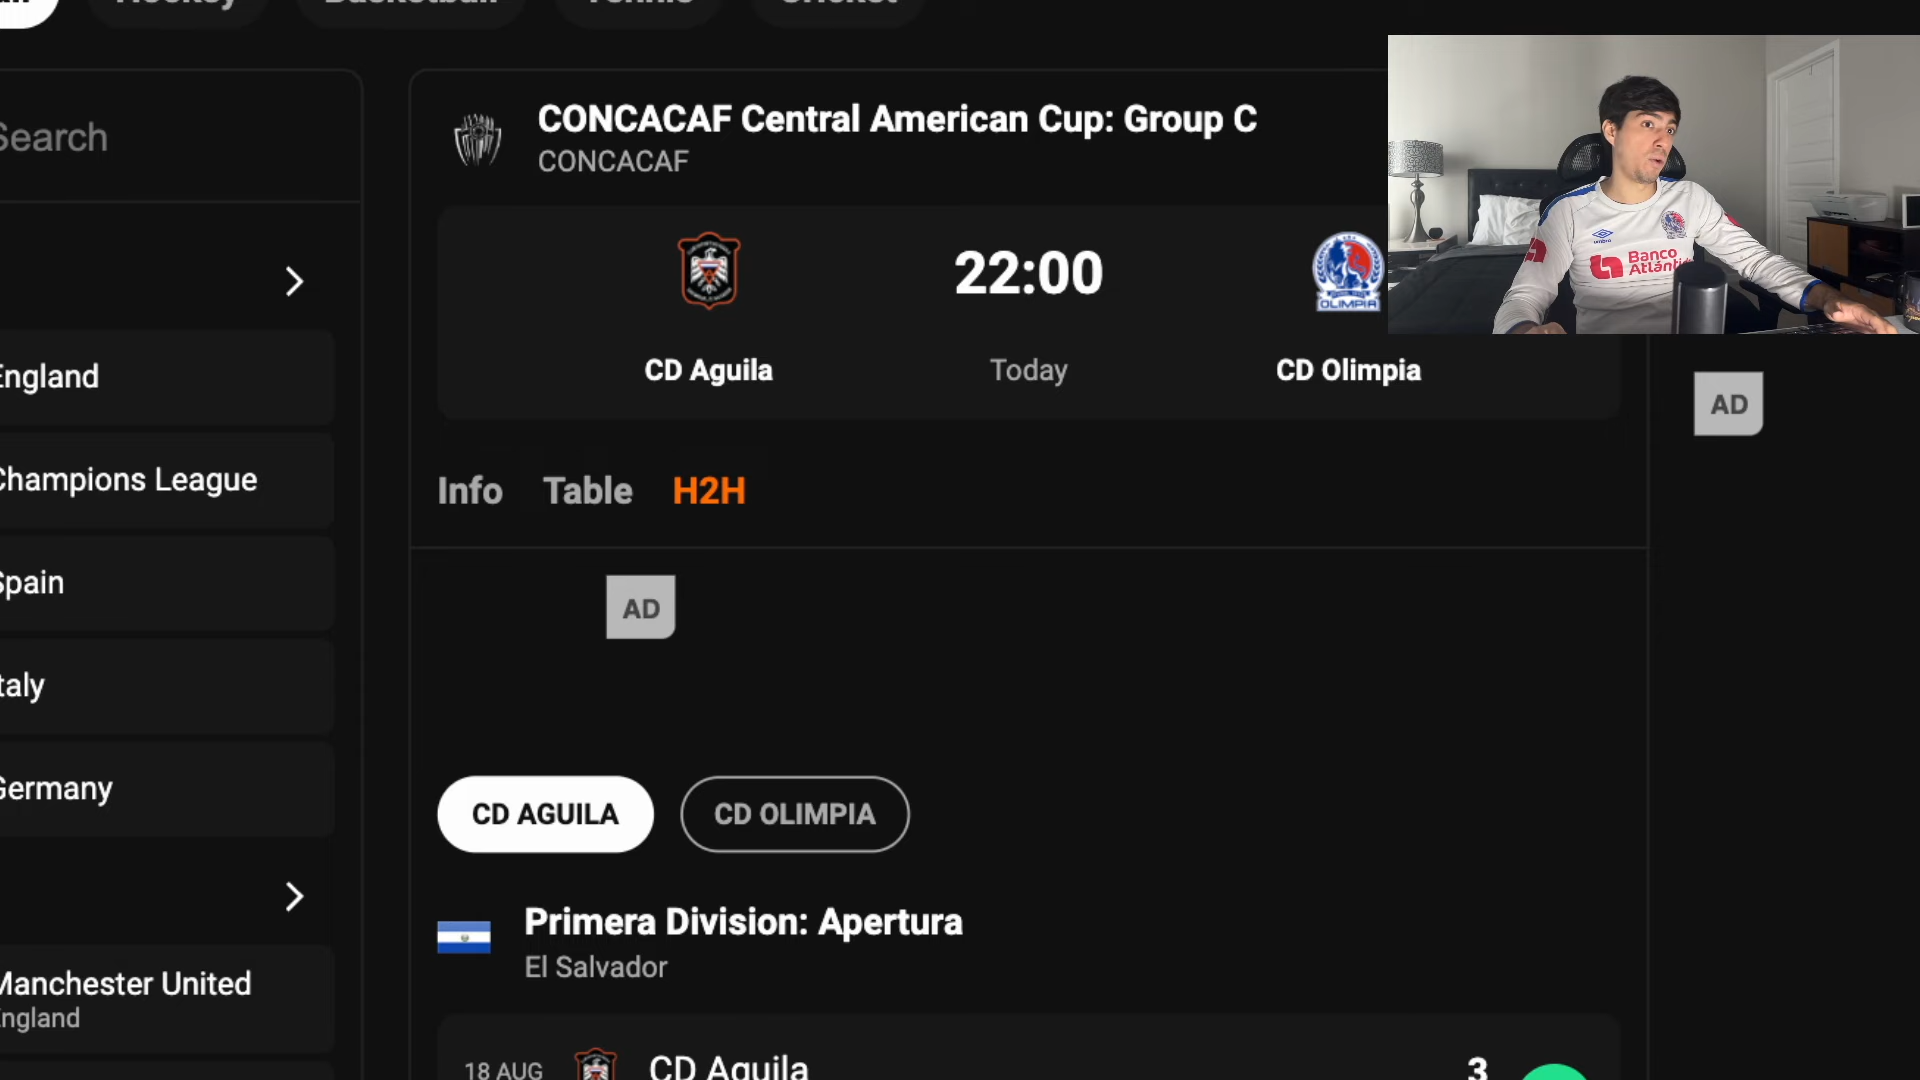 Search
CONCACAF Central American Cup: Group C
CONCACAF
22:00
OLIMPIA
CD Aguila
Today
CD Olimpia
umbro
Banco
England
Champions League
Spain
Italy
Germany
Manchester United
England
AD
Info
Table
H2H
AD
CD AGUILA
CD OLIMPIA
Primera Division: Apertura
El Salvador
18 AUG
CD Aguila
3